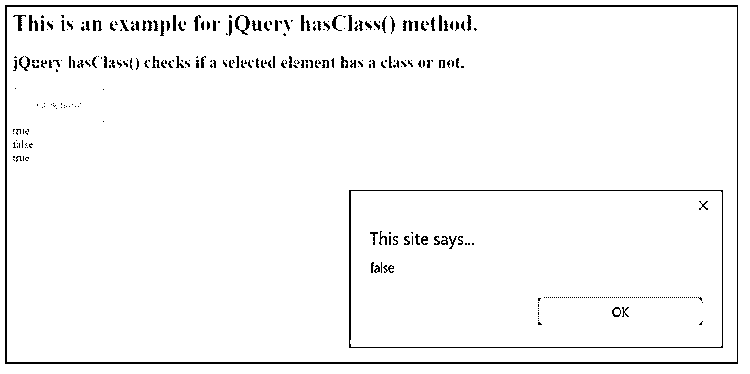 This is an example for jQuery hasClass() method.
jQuery hasClass() checks if a selected element has a class or not.
true
false
true
This site says...
false
OK